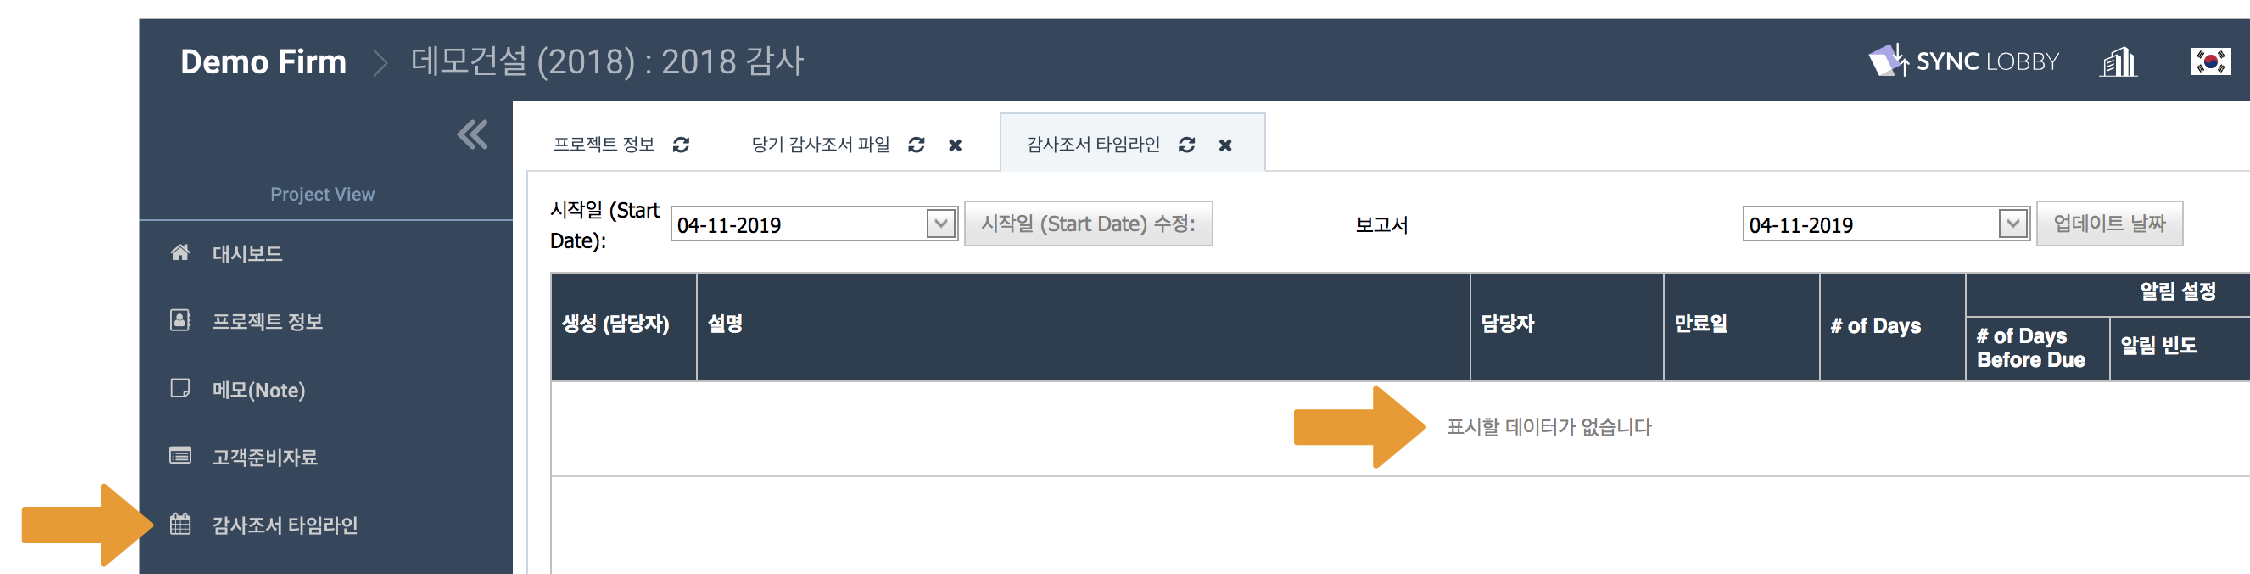 Demo Firm > 데모건설 (2018) : 2018 감사
SYNC LOBBY
Project View
대시보드
프로젝트 정보
메모(Note)
고객준비자료
감사조서 타임라인
프로젝트 정보
당기 감사조서 파일
감사조서 타임라인
시작일 (Start
Date):
04-11-2019
시작일 (Start Date) 수정:
보고서
04-11-2019
업데이트 날짜
생성 (담당자)
설명
담당자
만료일
# of Days
알림 설정
# of Days
Before Due
알림 빈도
표시할 데이터가 없습니다